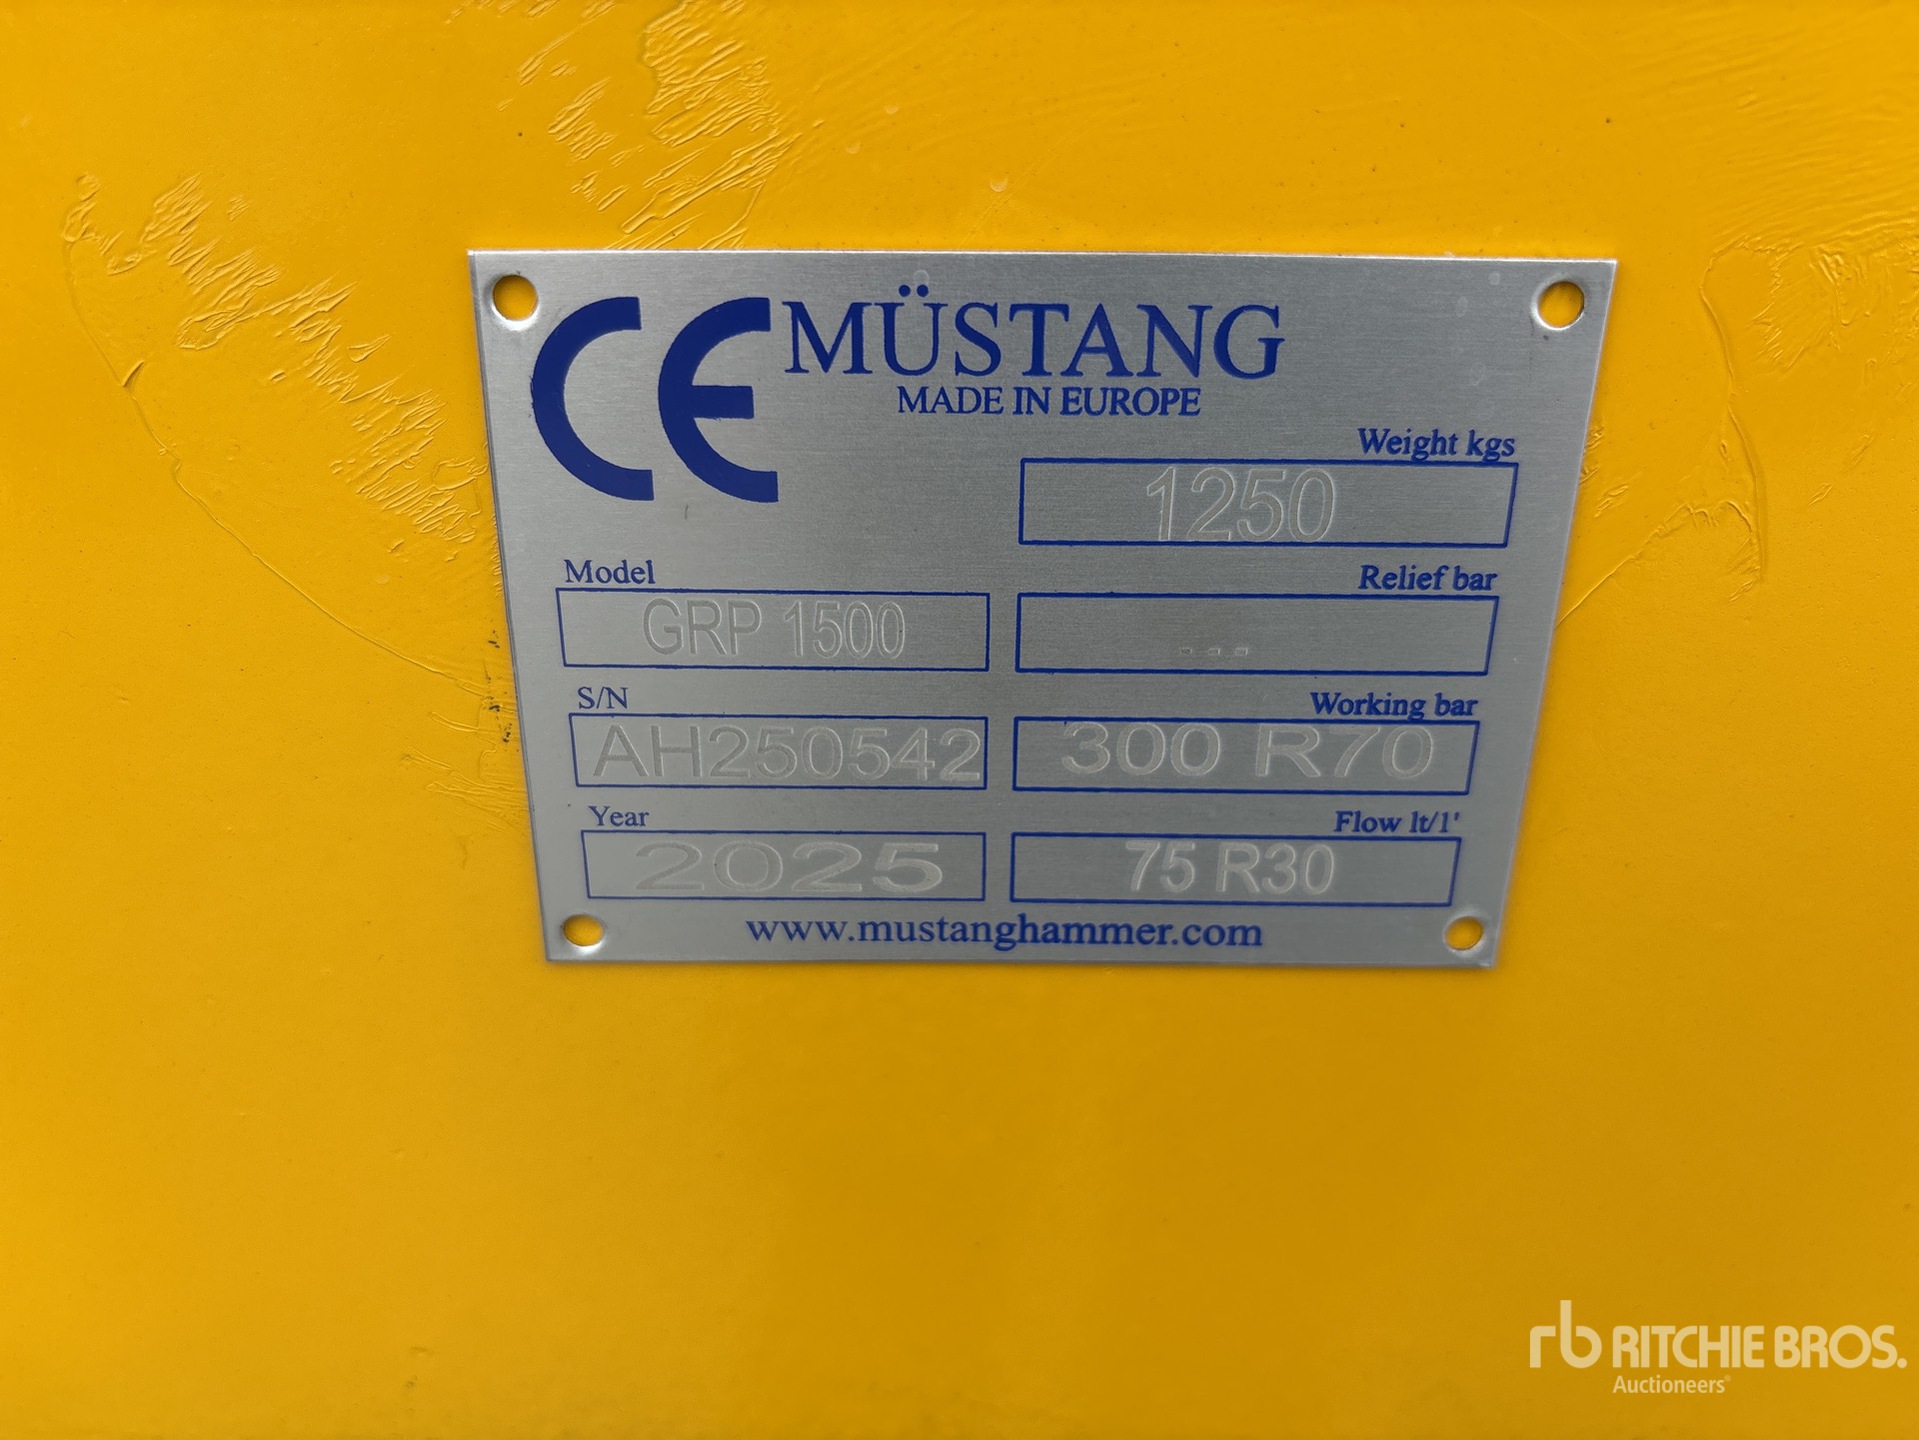 CE MÜSTANG
MADE IN EUROPE
Weight kgs
1250
Model
GRP 1500
Relief bar
---
S/N
AH250542
Working bar
300 R70
Year
2025
Flow lt/1'
75 R30
www.mustanghammer.com
rb RITCHIE BROS.
Auctioneers®